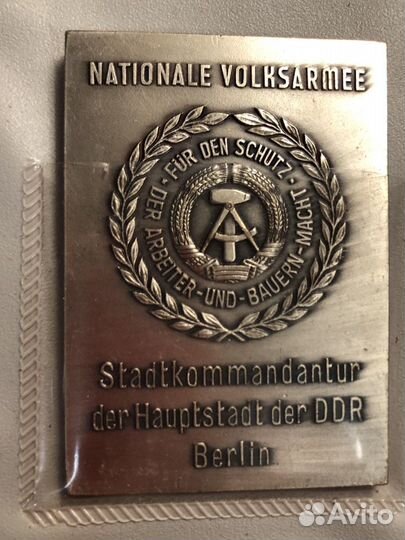 NATIONALE VOLKSARMEE
FÜR DEN SCHUTZ
DER ARBEITER-UND-BAUERN-MACHT
Stadtkommandantur
der Hauptstadt der DDR
Berlin
Avito